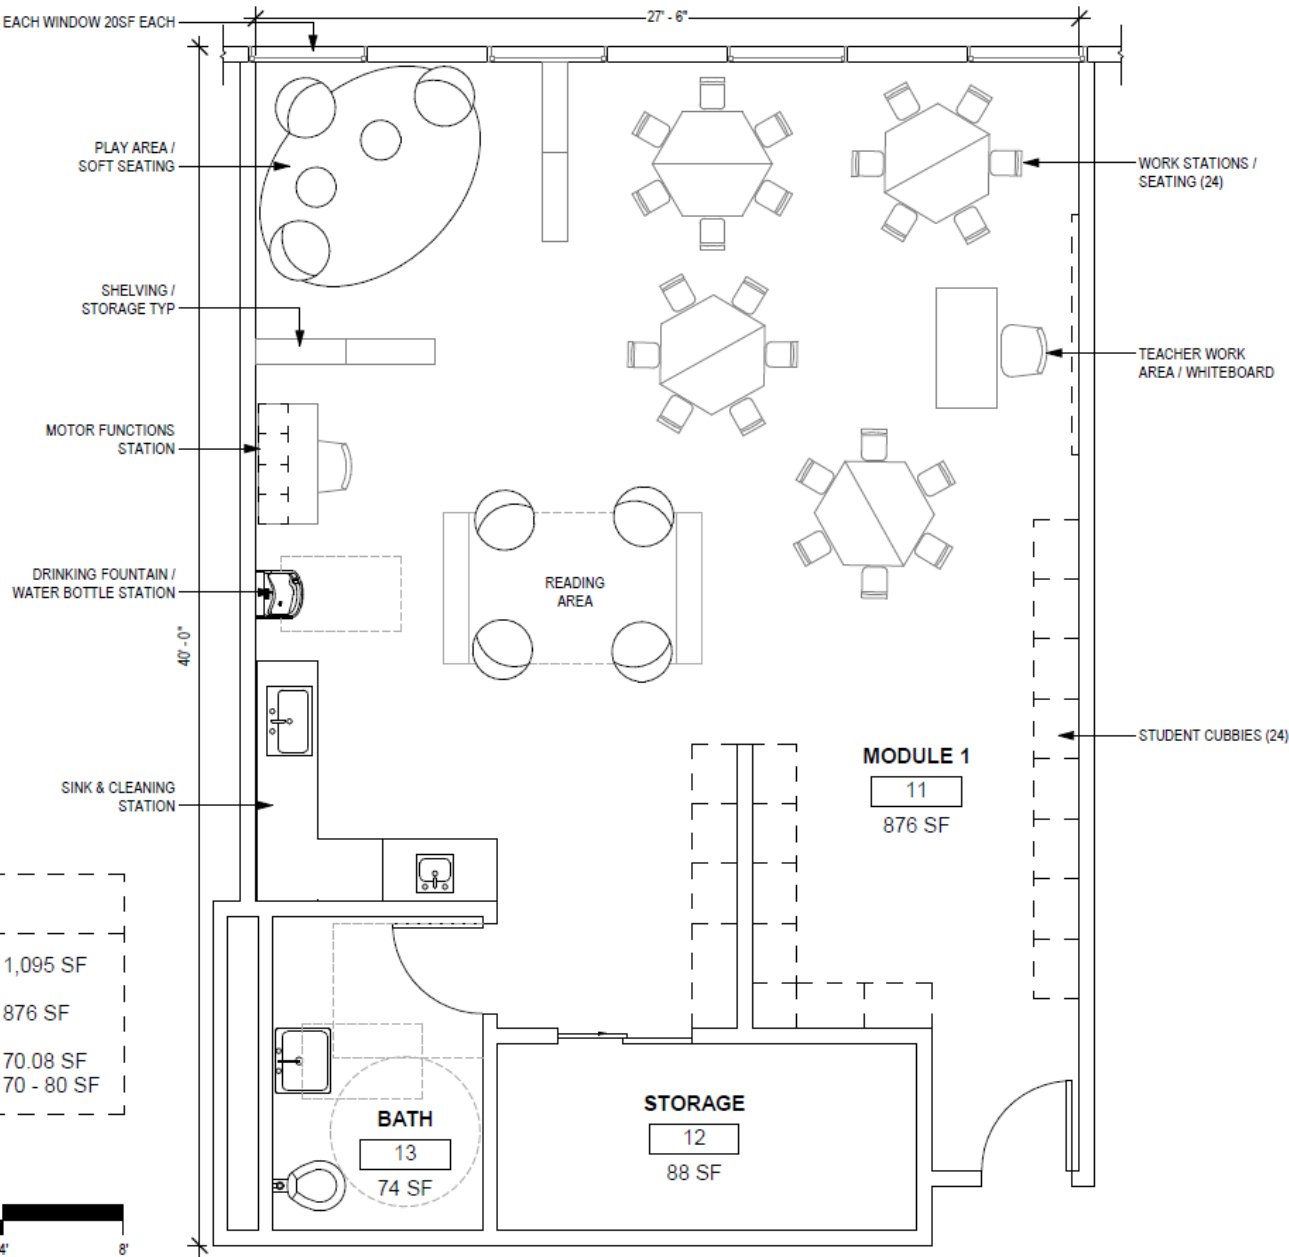 EACH WINDOW 20SF EACH
27' - 6"
PLAY AREA /
SOFT SEATING
WORK STATIONS /
SEATING (24)
SHELVING /
STORAGE TYP
TEACHER WORK
AREA / WHITEBOARD
MOTOR FUNCTIONS
STATION
DRINKING FOUNTAIN /
WATER BOTTLE STATION
READING
AREA
40' - 0"
STUDENT CUBBIES (24)
MODULE 1
11
876 SF
SINK & CLEANING
STATION
1,095 SF
876 SF
70.08 SF
70 - 80 SF
BATH
13
74 SF
STORAGE
12
88 SF
4'
8'